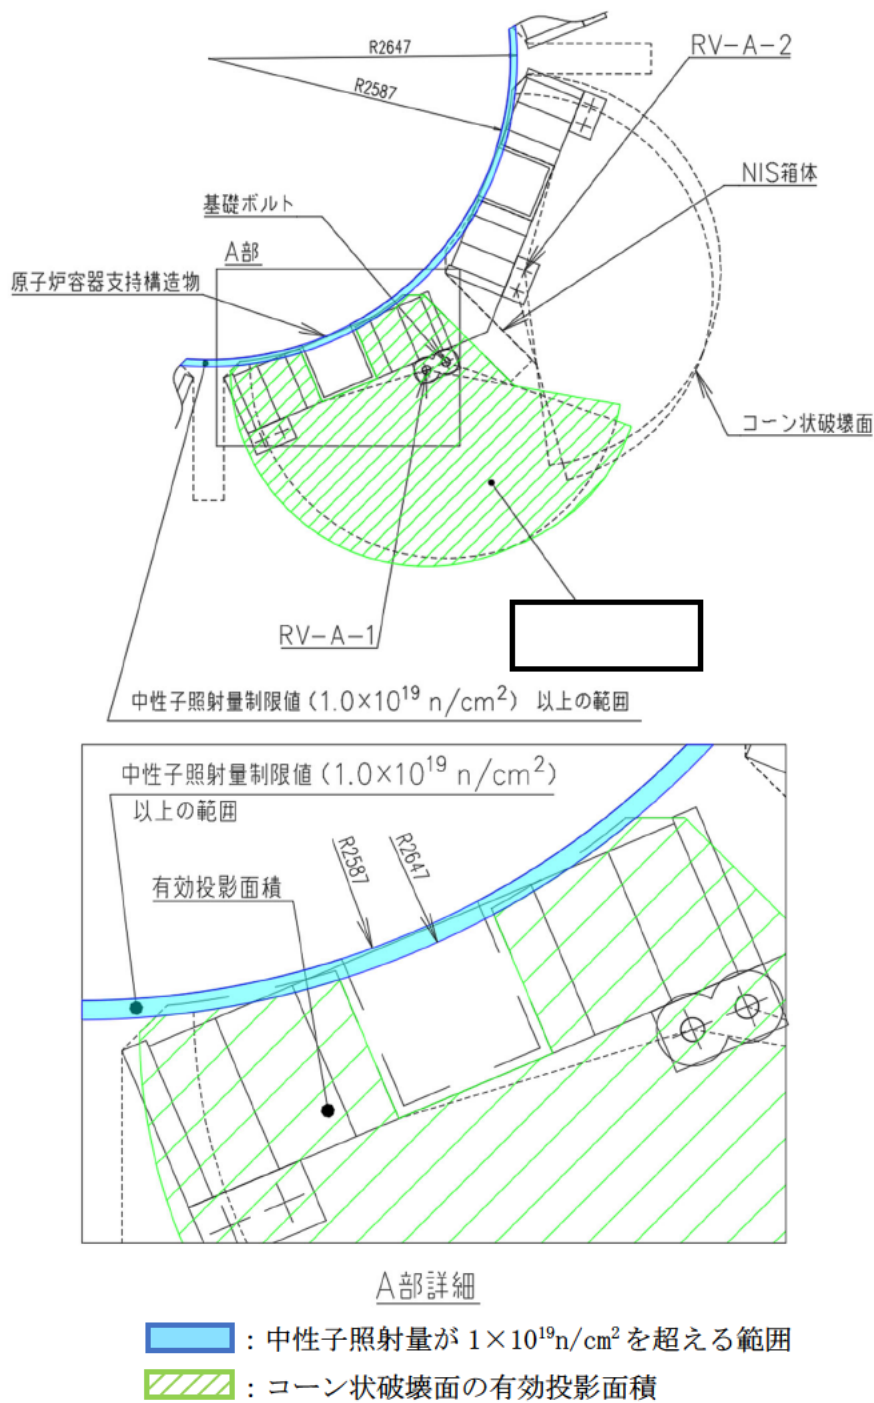 R2647
R2587
RV-A-2
NIS箱体
基礎ボルト
A部
原子炉容器支持構造物
コーン状破壊面
RV-A-1
中性子照射量制限値(1.0×10¹⁹ n/cm²) 以上の範囲
中性子照射量制限値(1.0×10¹⁹ n/cm²)
以上の範囲
R2587
R2647
有効投影面積
A部詳細
:中性子照射量が 1×10¹⁹n/cm²を超える範囲
:コーン状破壊面の有効投影面積